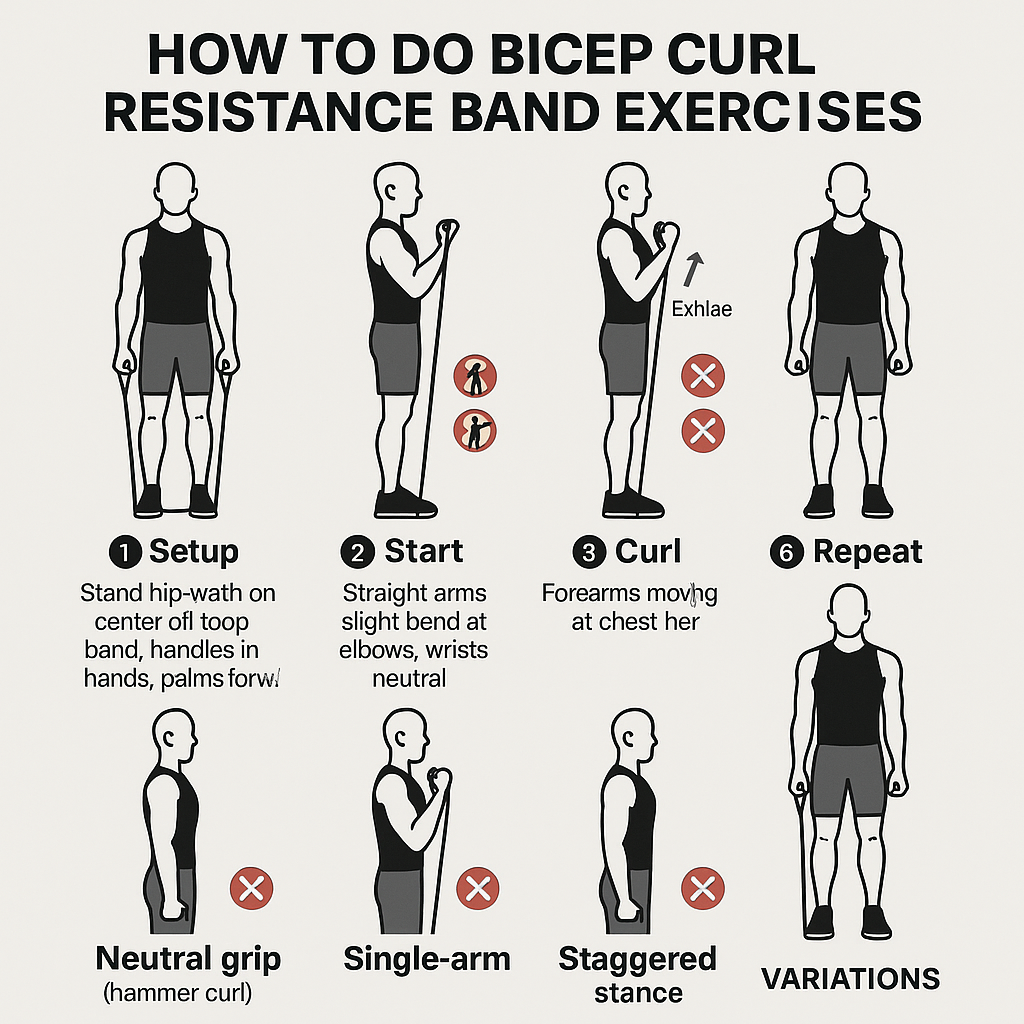 HOW TO DO BICEP CURL
RESISTANCE BAND EXERCISES
Exhlae
1 Setup
Stand hip-wath on
center ofl toop
band, handles in
hands, palms
2 Start
Straight arms
slight bend at
elbows, wrists
neutral
3 Curl
Forearms
at chest her
6 Repeat
Neutral grip
(hammer curl)
Single-arm
Staggered
stance
VARIATIONS